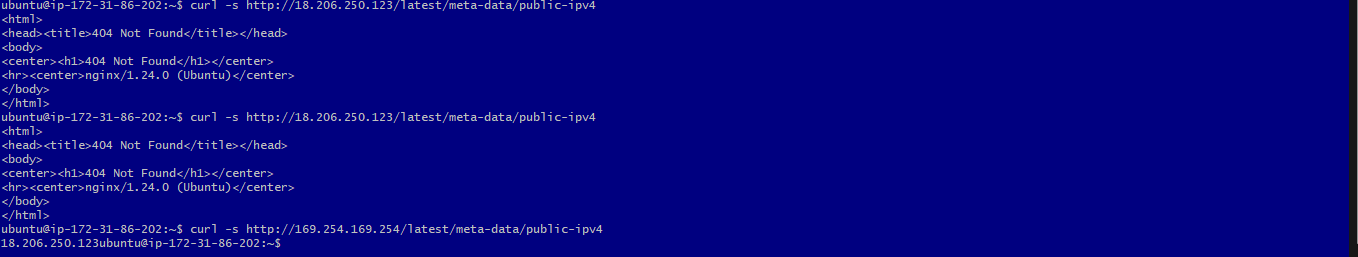 ubuntu@ip-172-31-86-202:~$ curl -s http://18.206.250.123/latest/meta-data/public-ipv4
<html>
<head><title>404 Not Found</title></head>
<body>
<center><h1>404 Not Found</h1></center>
<hr><center>nginx/1.24.0 (Ubuntu)</center>
</body>
</html>
ubuntu@ip-172-31-86-202:~$ curl -s http://18.206.250.123/latest/meta-data/public-ipv4
<html>
<head><title>404 Not Found</title></head>
<body>
<center><h1>404 Not Found</h1></center>
<hr><center>nginx/1.24.0 (Ubuntu)</center>
</body>
</html>
ubuntu@ip-172-31-86-202:~$ curl -s http://169.254.169.254/latest/meta-data/public-ipv4
18.206.250.123ubuntu@ip-172-31-86-202:~$